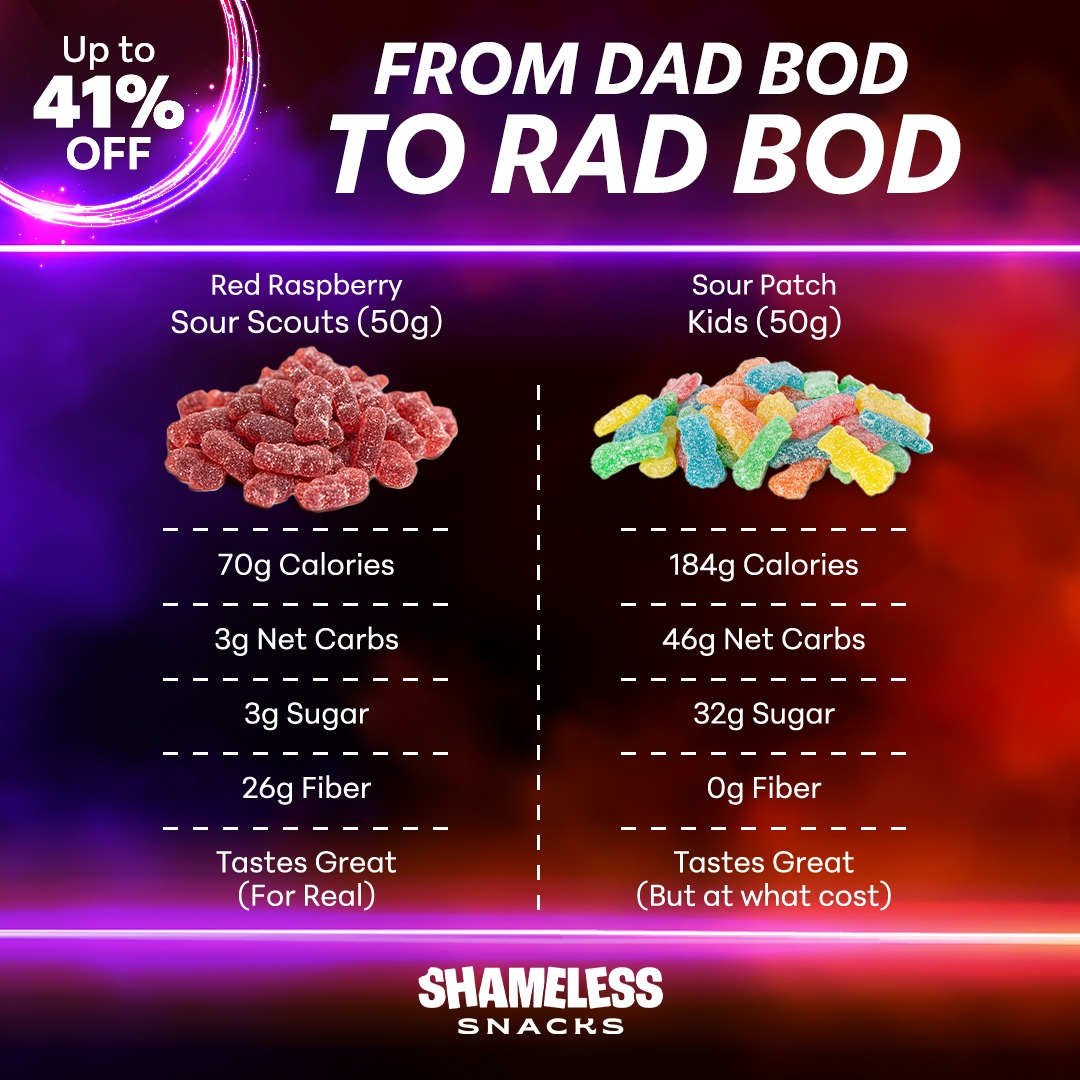 Up to
41%
OFF
FROM DAD BOD
TO RAD BOD
Red Raspberry
Sour Scouts (50g)
70g Calories
3g Net Carbs
3g Sugar
26g Fiber
Tastes Great
(For Real)
Sour Patch
Kids (50g)
184g Calories
46g Net Carbs
32g Sugar
0g Fiber
Tastes Great
(But at what cost)
SHAMELESS
SNACKS